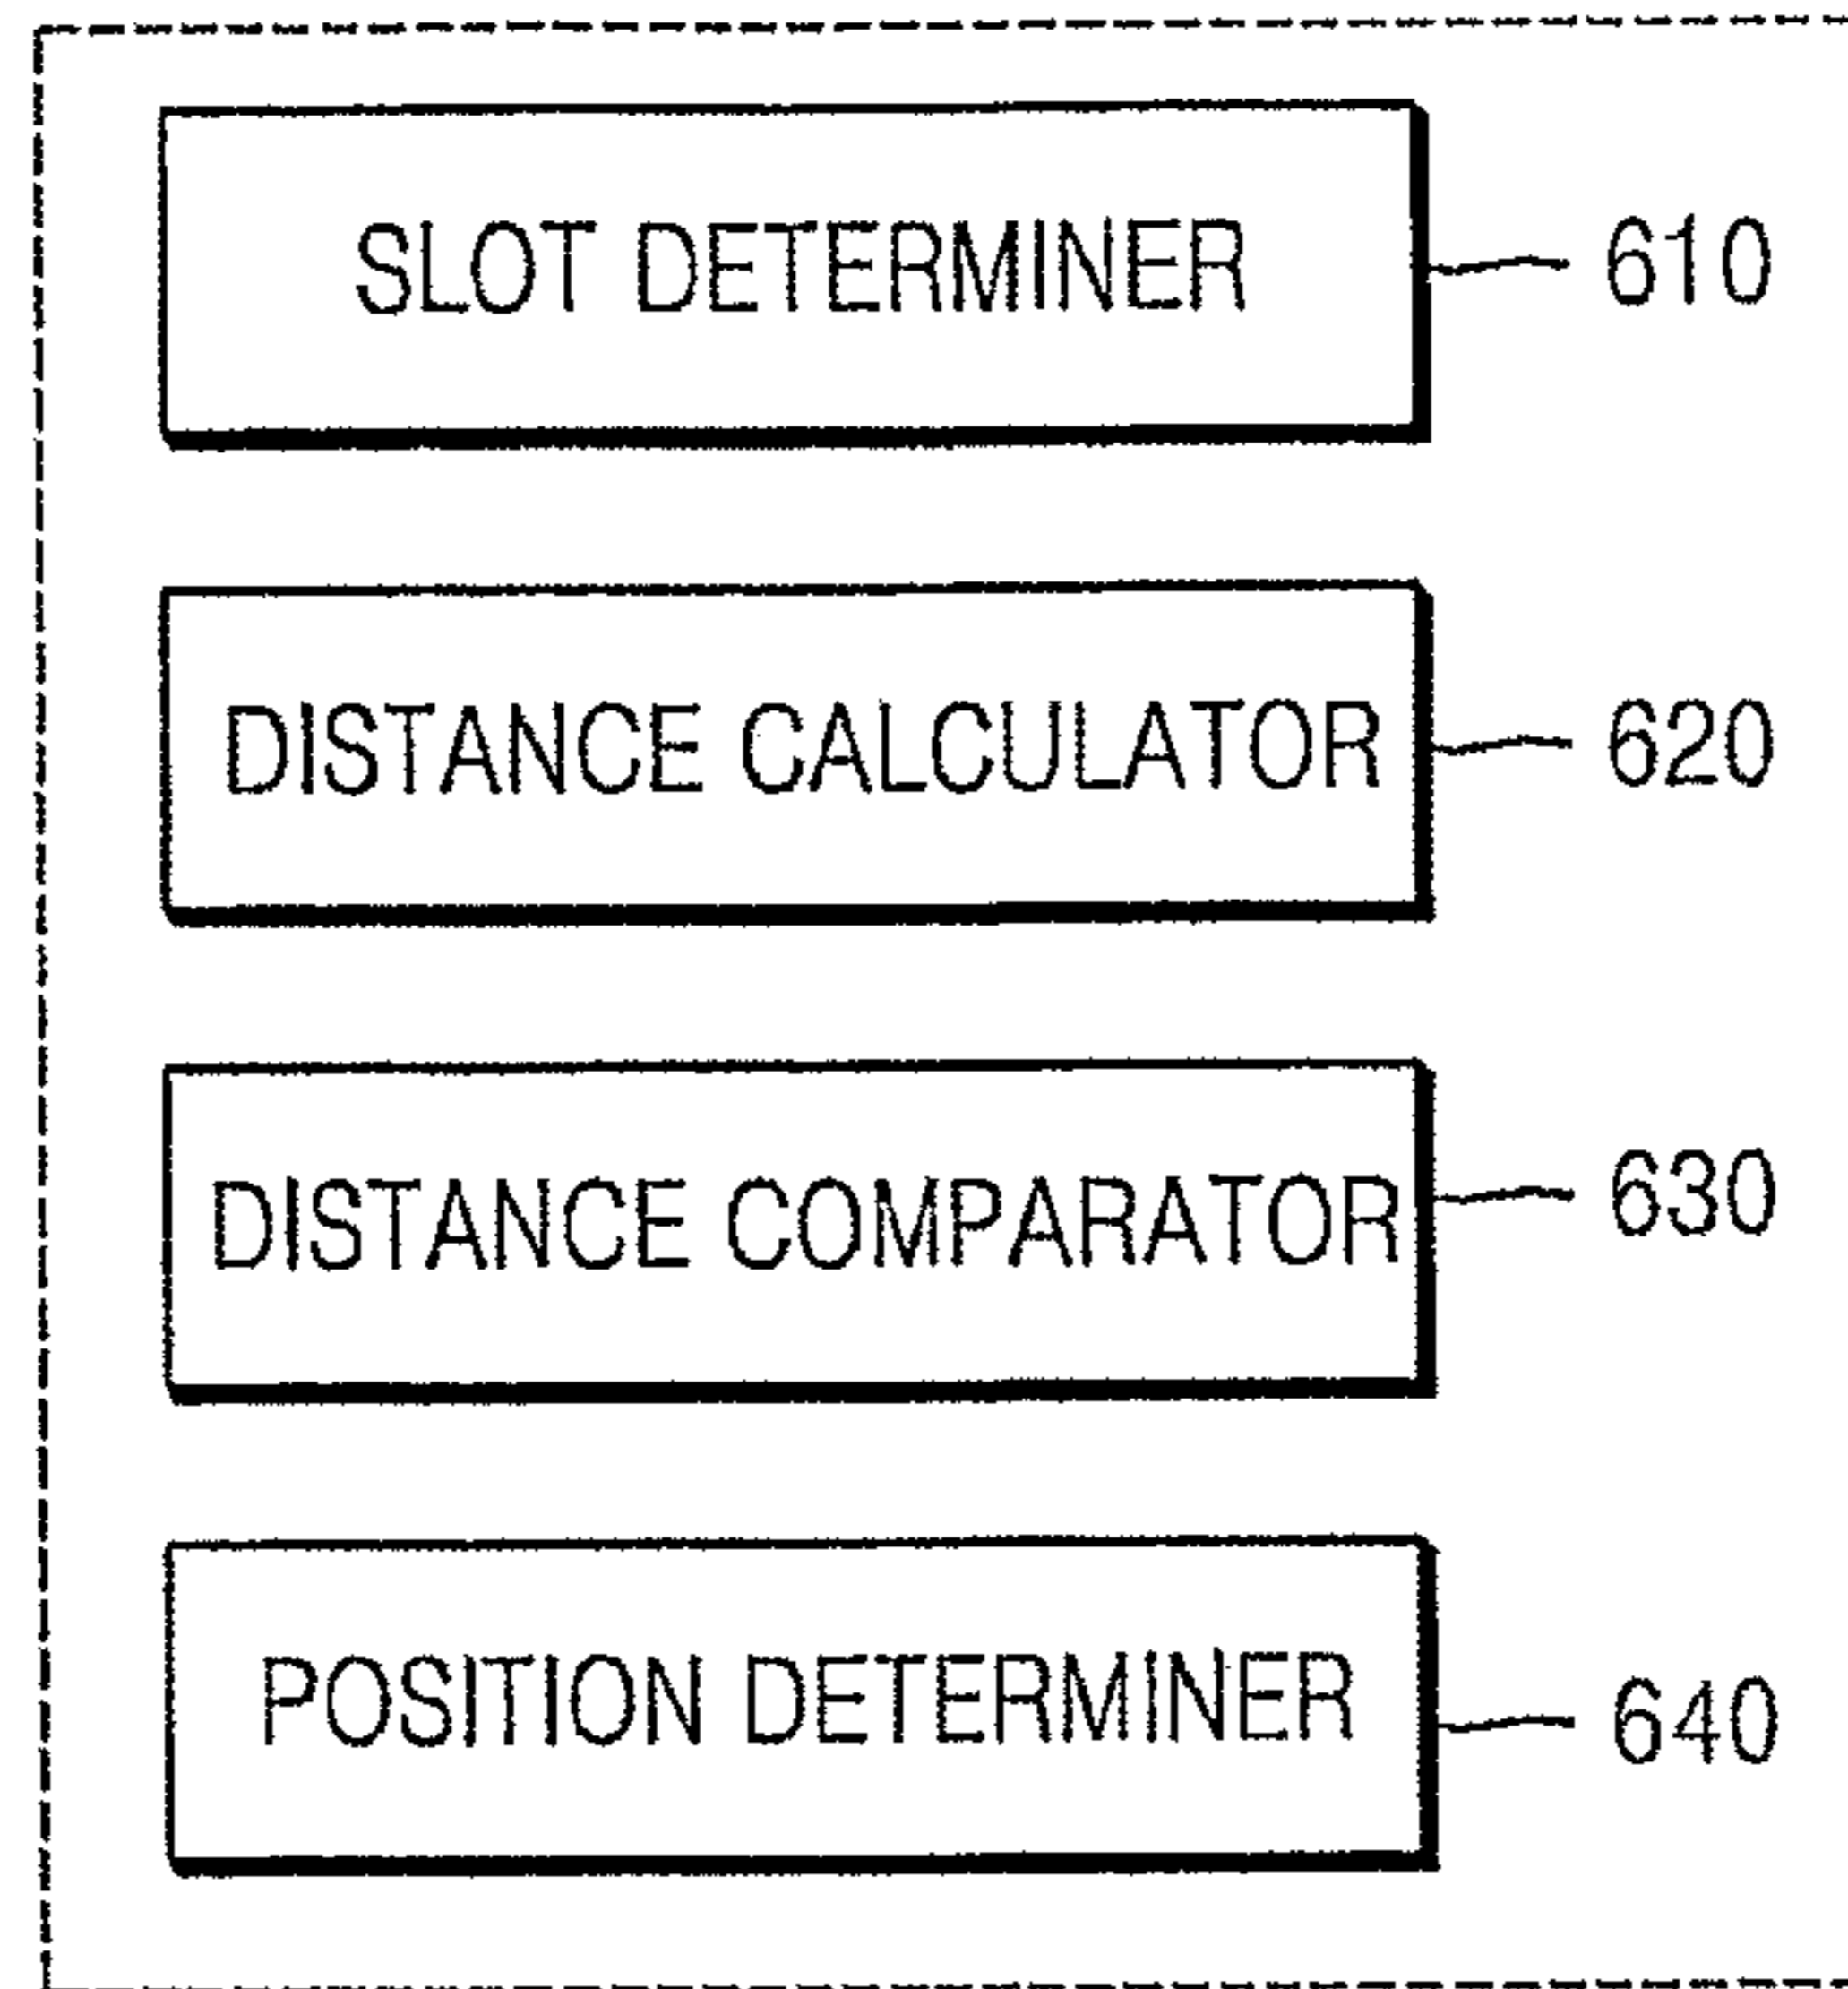 SLOT DETERMINER 610
DISTANCE CALCULATOR 620
DISTANCE COMPARATOR 630
POSITION DETERMINER 640